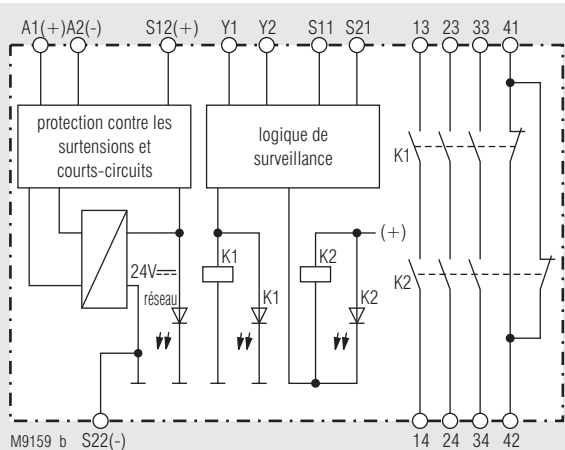 A1(+) A2(-) S12(+) Y1 Y2 S11 S21 13 23 33 41
protection contre les
surtensions et
courts-circuits
logique de
surveillance
K1
(+)
K1
K2
24V
réseau
K1
K2
K2
M9159 b S22(-) 14 24 34 42